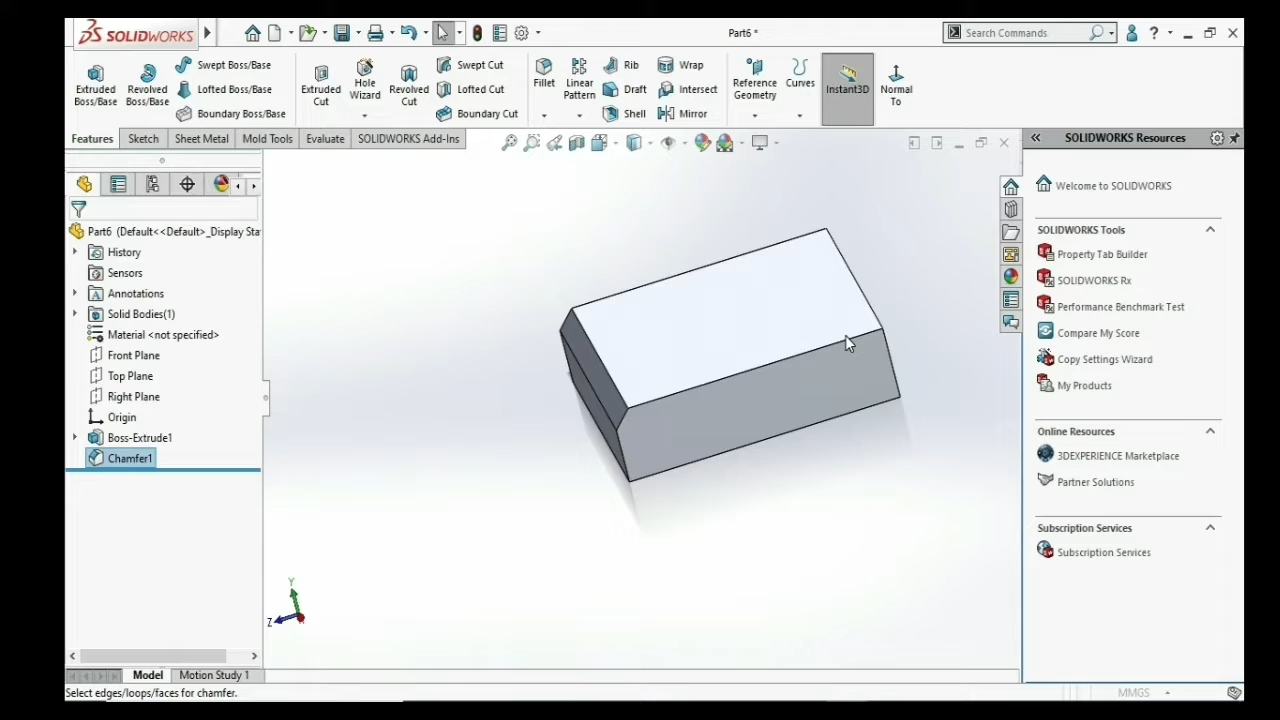 SOLIDWORKS
Part6 *
Search Commands
?
Extruded Boss/Base
Revolved Boss/Base
Swept Boss/Base
Lofted Boss/Base
Boundary Boss/Base
Extruded Cut
Hole Wizard
Revolved Cut
Swept Cut
Lofted Cut
Boundary Cut
Fillet
Linear Pattern
Rib
Draft
Shell
Wrap
Intersect
Mirror
Reference Geometry
Curves
Instant3D
Normal To
Features Sketch Sheet Metal Mold Tools Evaluate SOLIDWORKS Add-Ins
Part6 (Default<<Default>_Display Sta
History
Sensors
Annotations
Solid Bodies(1)
Material <not specified>
Front Plane
Top Plane
Right Plane
Origin
Boss-Extrude1
Chamfer1
Y
Z
SOLIDWORKS Resources
Welcome to SOLIDWORKS
SOLIDWORKS Tools
Property Tab Builder
SOLIDWORKS Rx
Performance Benchmark Test
Compare My Score
Copy Settings Wizard
My Products
Online Resources
3DEXPERIENCE Marketplace
Partner Solutions
Subscription Services
Subscription Services
Model Motion Study 1
Select edges/loops/faces for chamfer.
MMGS